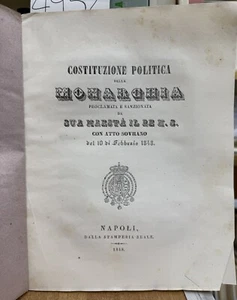 COSTITUZIONE POLITICA
DELLA
MONARCHIA
PROCLAMATA E SANZIONATA
DA
SUA MAESTÀ IL RE N. S.
CON ATTO SOVRANO
del 10 di Febbraio 1848.
NAPOLI,
DALLA STAMPERIA REALE.
1848.